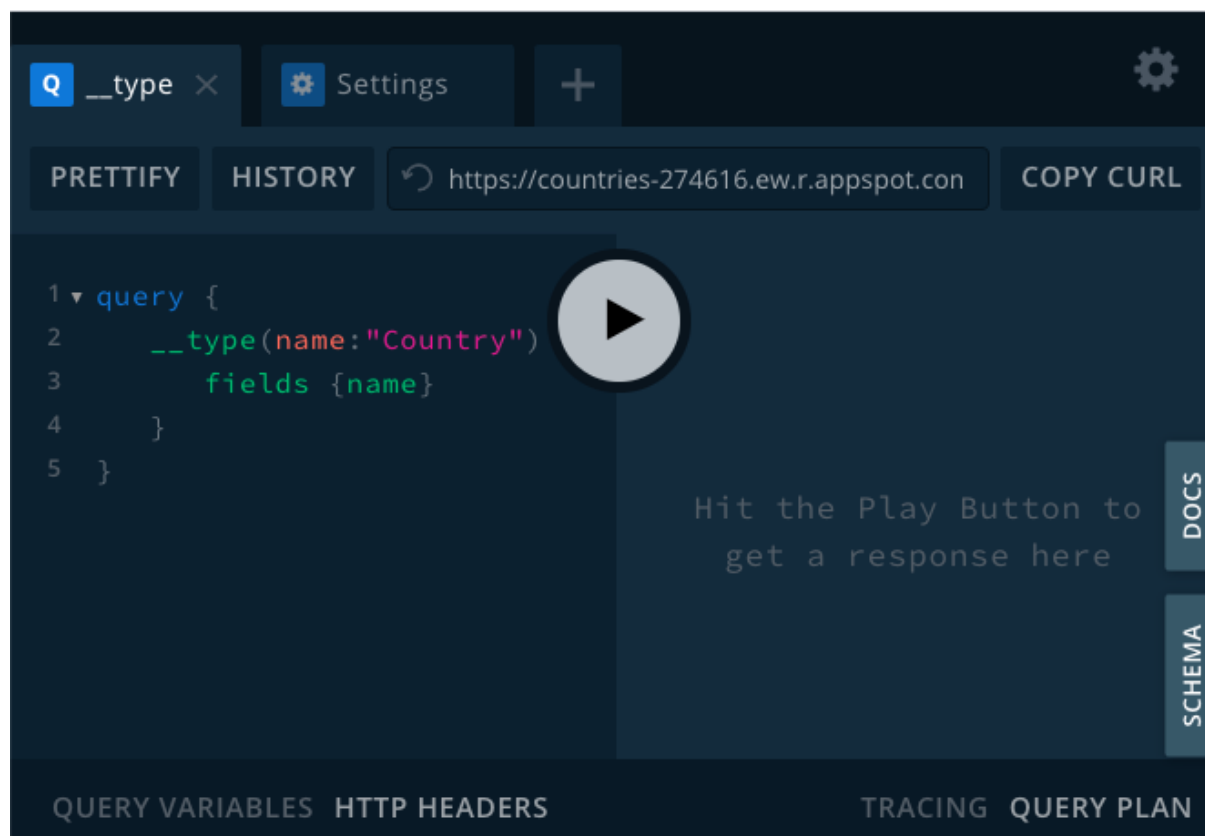 Q __type × Settings +
PRETTIFY HISTORY https://countries-274616.ew.r.appspot.con COPY CURL
1 query {
2 __type(name:"Country")
3 fields {name}
4 }
5 }
Hit the Play Button to
get a response here
DOCS
SCHEMA
QUERY VARIABLES HTTP HEADERS TRACING QUERY PLAN